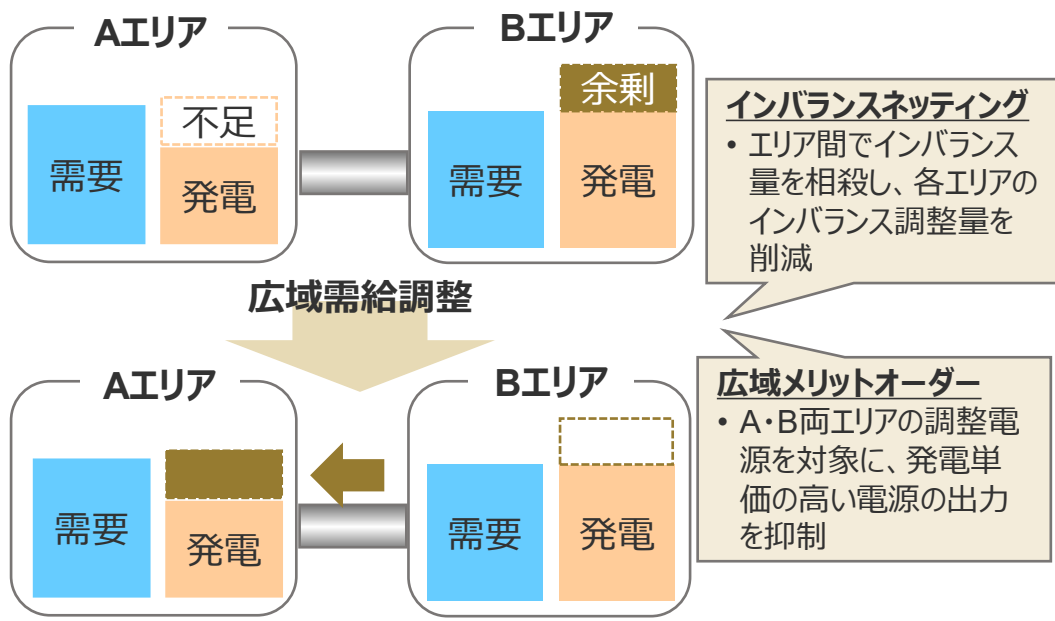 Aエリア
Bエリア
不足
需要
発電
余剰
需要
発電
インバランスネッティング
• エリア間でインバランス
量を相殺し、各エリアの
インバランス調整量を
削減
広域需給調整
Aエリア
Bエリア
需要
発電
需要
発電
広域メリットオーダー
• A・B両エリアの調整電
源を対象に、発電単
価の高い電源の出力
を抑制